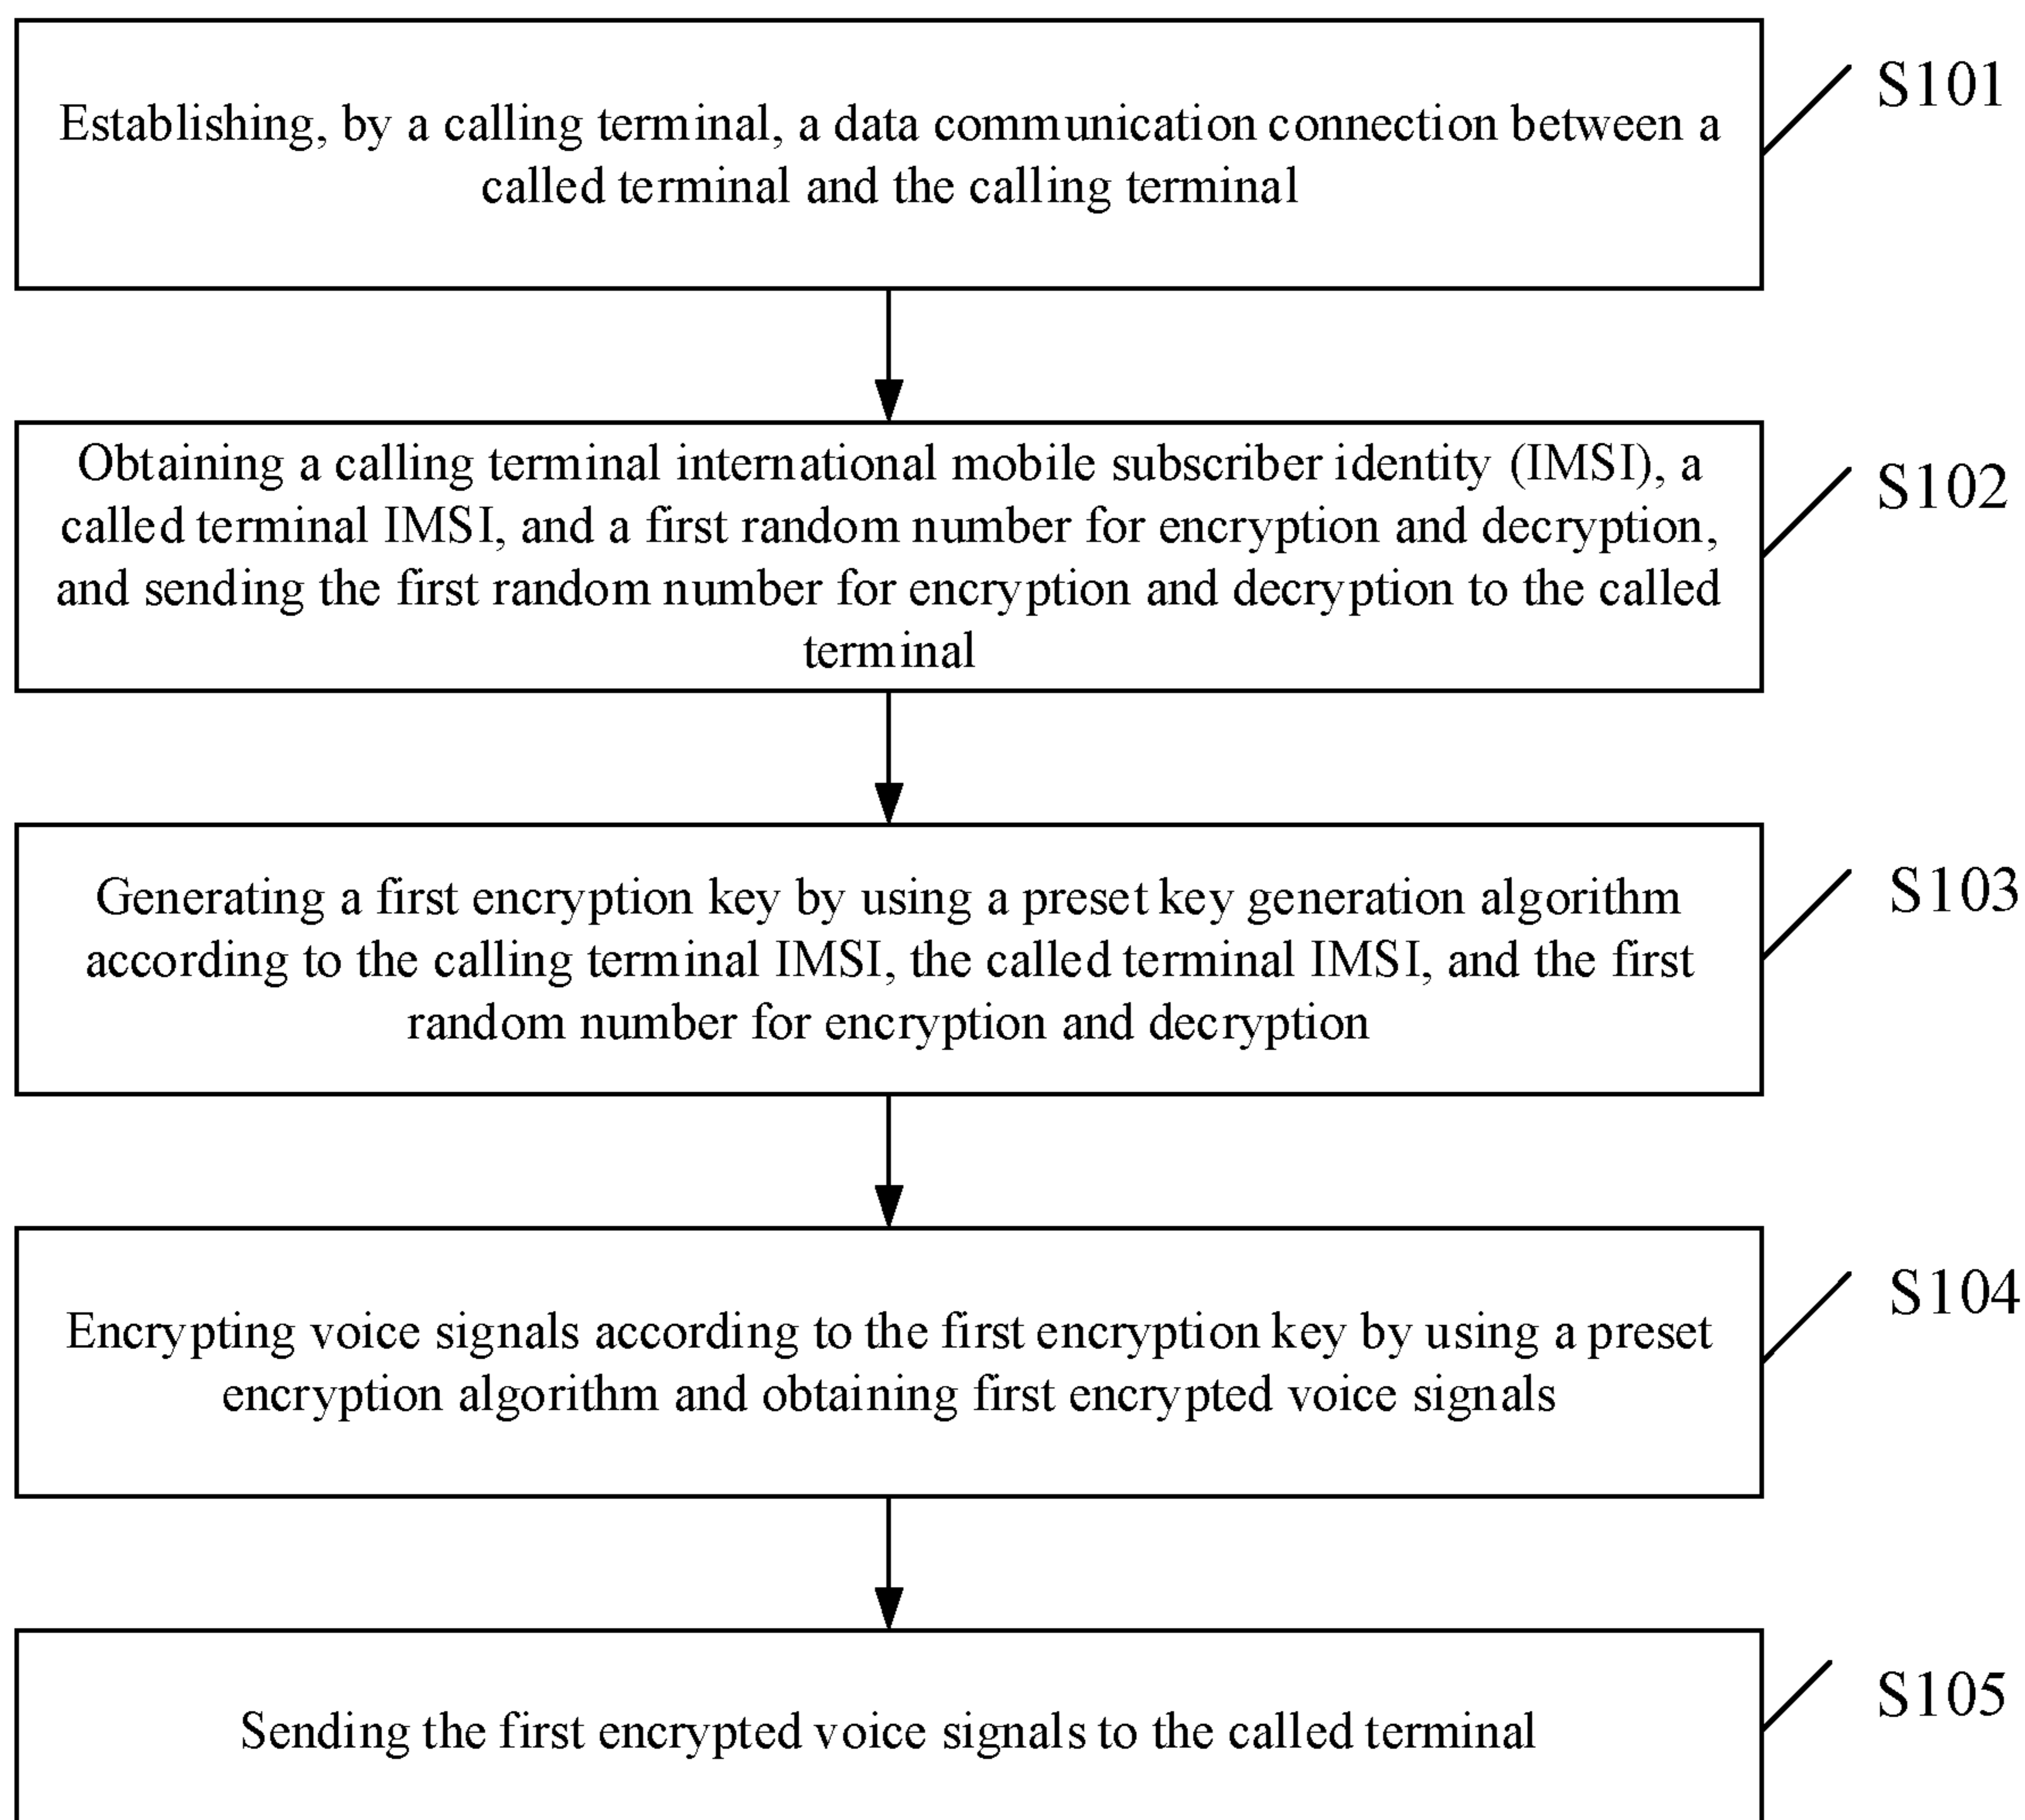 Establishing, by a calling terminal, a data communication connection between a
called terminal and the calling terminal
S101
Obtaining a calling terminal international mobile subscriber identity (IMSI), a
called terminal IMSI, and a first random number for encryption and decryption,
and sending the first random number for encryption and decryption to the called
terminal
S102
Generating a first encryption key by using a preset key generation algorithm
according to the calling terminal IMSI, the called terminal IMSI, and the first
random number for encryption and decryption
S103
Encrypting voice signals according to the first encryption key by using a preset
encryption algorithm and obtaining first encrypted voice signals
S104
Sending the first encrypted voice signals to the called terminal
S105